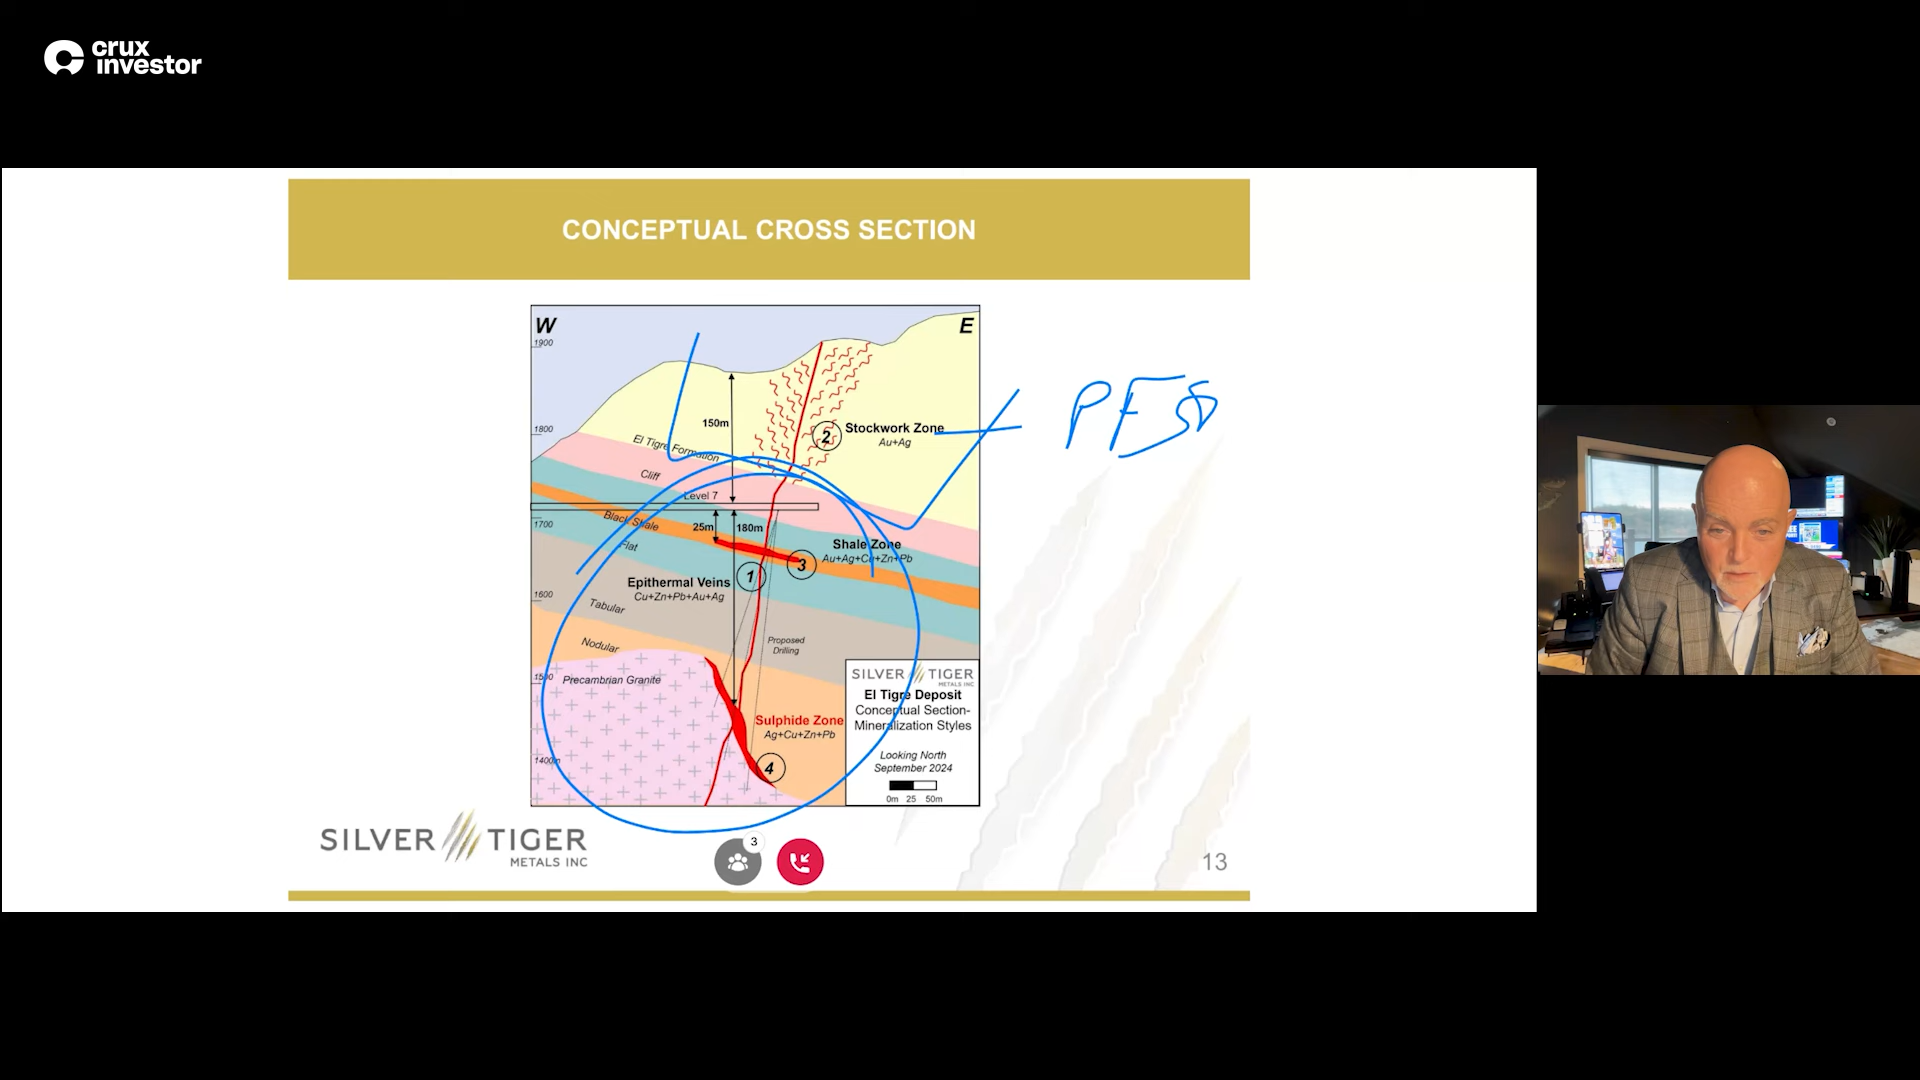 crux
investor
CONCEPTUAL CROSS SECTION
W
E
1900
150m
1800
2
Stockwork Zone
Au+Ag
PFS
El Tigre Formation
Cliff
Level 7
1700
Black Shale
25m
180m
Flat
Shale Zone
Au+Ag+Cu+Zn+Pb
3
1
Epithermal Veins
Cu+Zn+Pb+Au+Ag
1600
Tabular
Nodular
Proposed
Drilling
1500
Precambrian Granite
Sulphide Zone
Ag+Cu+Zn+Pb
1400m
4
SILVER TIGER
METALS INC
El Tigre Deposit
Conceptual Section-
Mineralization Styles
Looking North
September 2024
0m 25 50m
SILVER TIGER
METALS INC
3
13